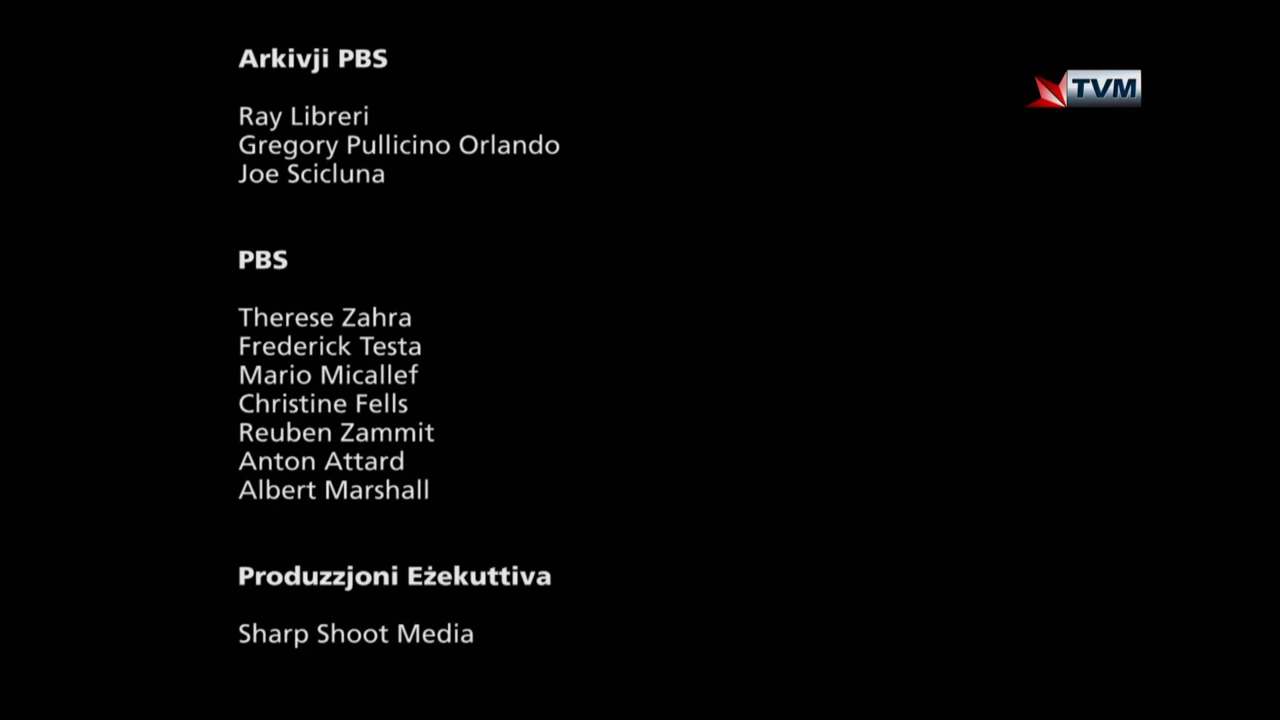 Arkivji PBS
Ray Libreri
Gregory Pullicino Orlando
Joe Scicluna
PBS
Therese Zahra
Frederick Testa
Mario Micallef
Christine Fells
Reuben Zammit
Anton Attard
Albert Marshall
Produzzjoni Eżekuttiva
Sharp Shoot Media
TVM